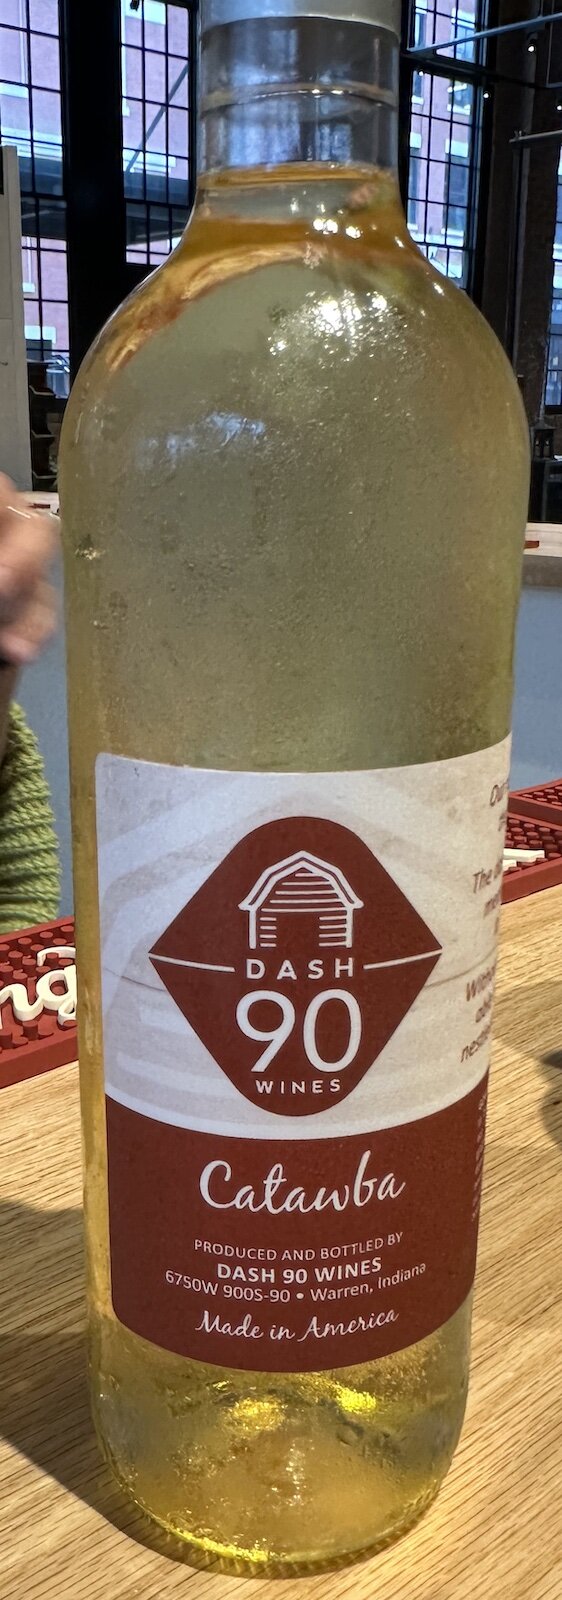 DASH
90
WINES
Catawba
PRODUCED AND BOTTLED BY
DASH 90 WINES
6750W 900S-90 • Warren, Indiana
Made in America
The